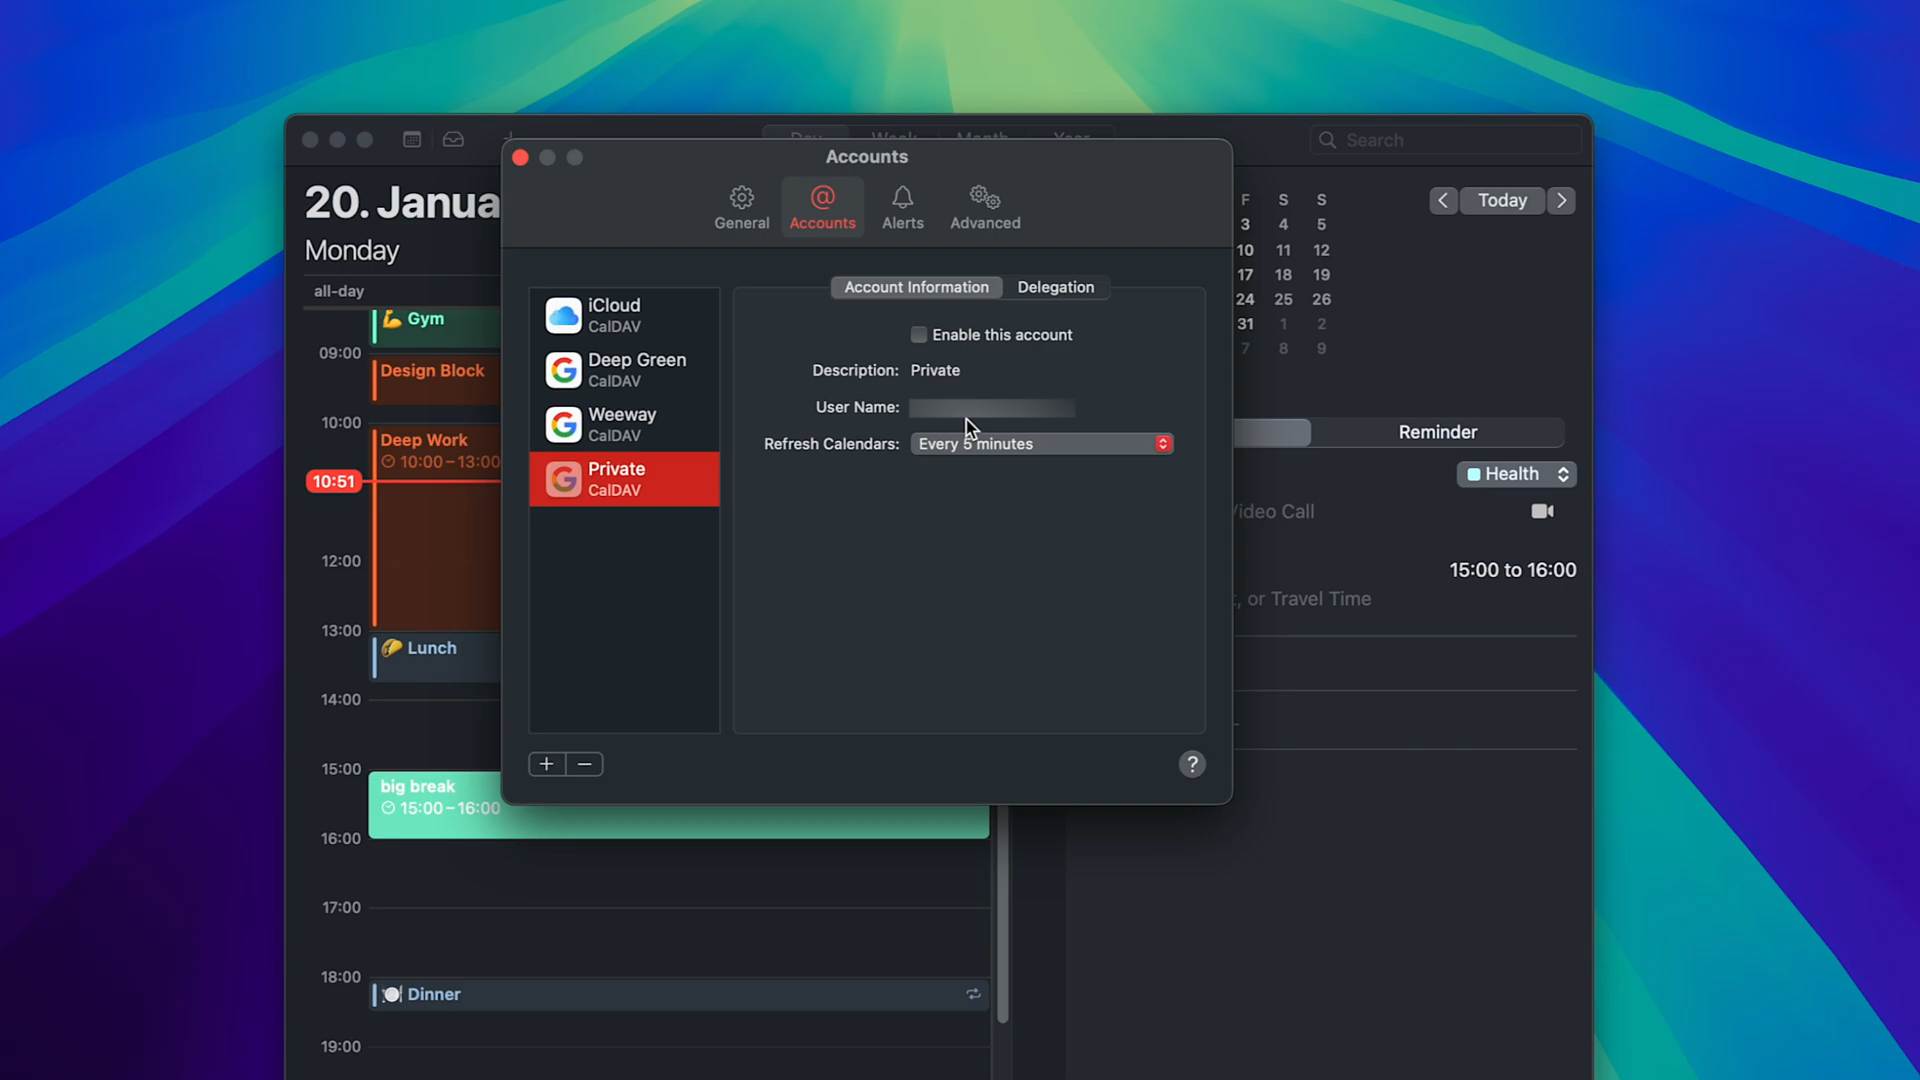 Day Week Month Year
Search
Accounts
General Accounts Alerts Advanced
20. Janua
Monday
all-day
Gym
09:00
Design Block
10:00
Deep Work
10:00 – 13:00
10:51
12:00
13:00
Lunch
14:00
15:00
big break
15:00 – 16:00
16:00
17:00
18:00
Dinner
19:00
iCloud
CalDAV
Deep Green
CalDAV
Weeway
CalDAV
Private
CalDAV
+ −
Account Information Delegation
Enable this account
Description: Private
User Name:
Refresh Calendars: Every 5 minutes
?
F S S
3 4 5
10 11 12
17 18 19
24 25 26
31 1 2
7 8 9
< Today >
Reminder
Health
Video Call
15:00 to 16:00
, or Travel Time